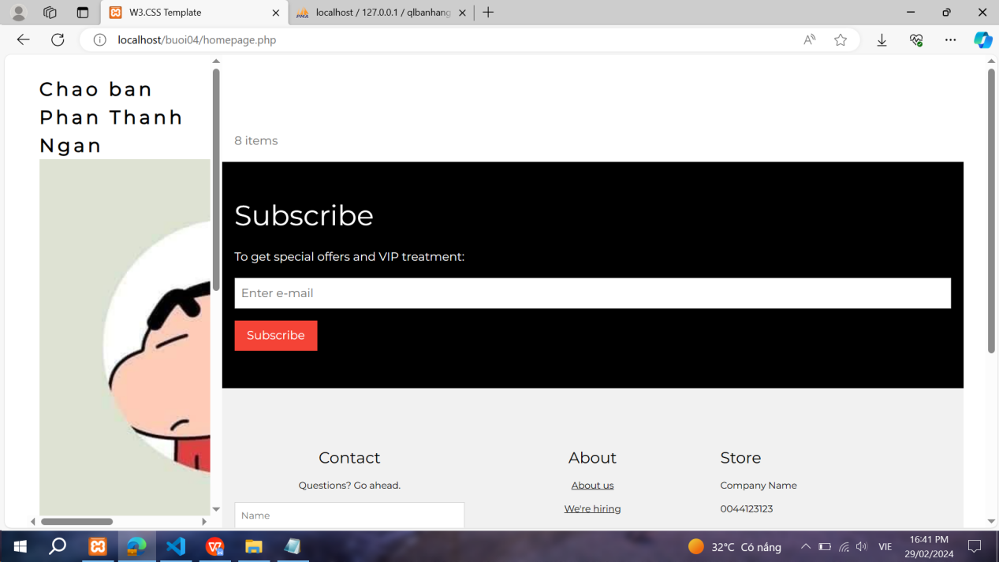 W3.CSS Template
localhost / 127.0.0.1 / qlbanhang
localhost/buoi04/homepage.php
Chao ban
Phan Thanh
Ngan
8 items
Subscribe
To get special offers and VIP treatment:
Enter e-mail
Subscribe
Contact
About
Store
Questions? Go ahead.
About us
Company Name
Name
We're hiring
0044123123
32°C Có nắng
VIE
16:41 PM
29/02/2024